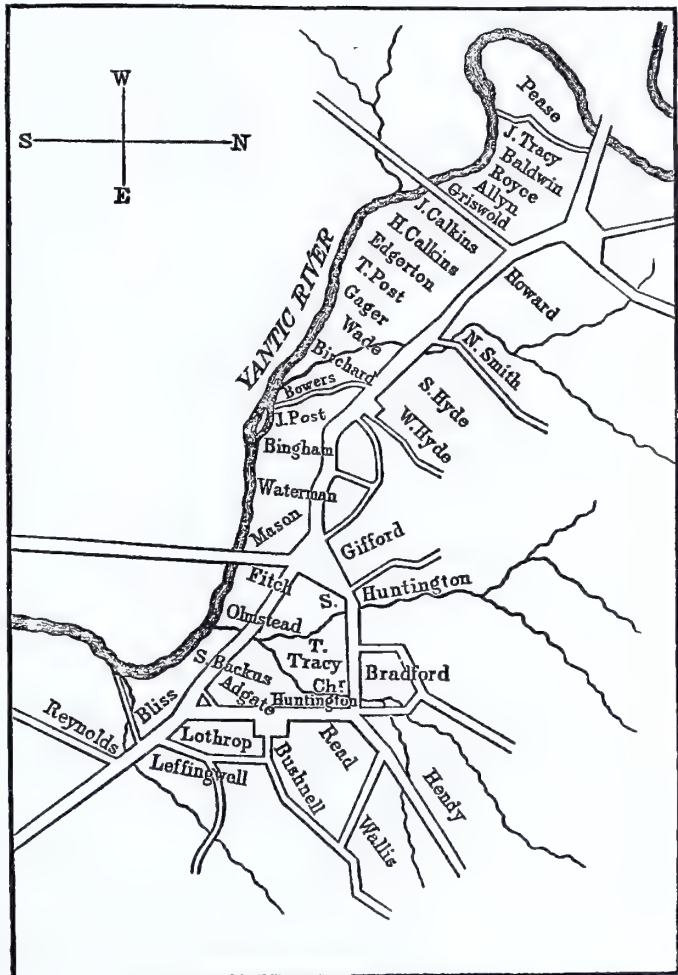 W
S
N
E
Pease
J. Tracy
Baldwin
Royce
Allyn
Griswold
J. Calkins
H. Calkins
Edgerton
T. Post
Gager
Wade
Birchard
Bowers
J. Post
Bingham
Waterman
Mason
Fitch
Olmstead
S. Backus
Adgate
Bliss
Reynolds
Lothrop
Leffingwell
Bushnell
Read
Wallis
Hendy
Bradford
T.
Tracy
Chr
Huntington
S.
Huntington
Gifford
W. Hyde
S. Hyde
N. Smith
Howard
YANTIC RIVER